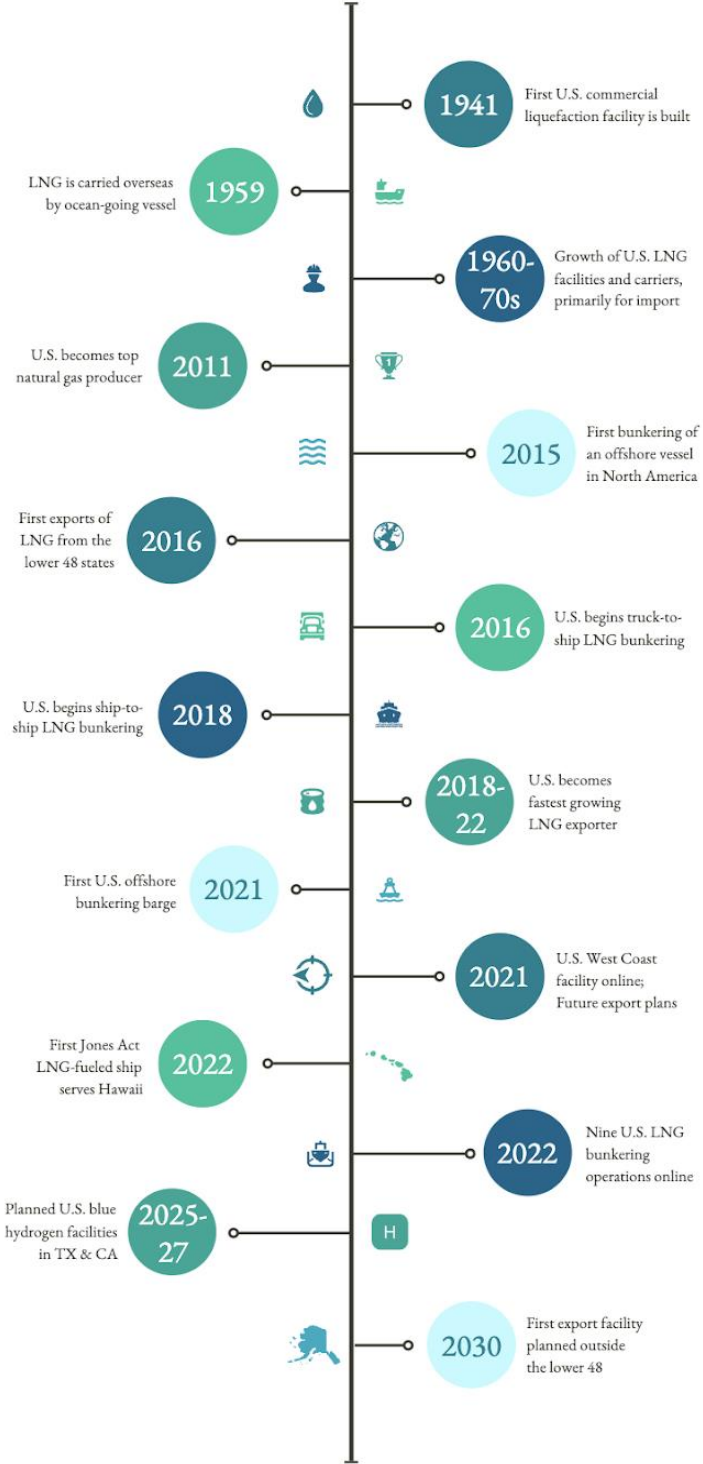 1941
First U.S. commercial
liquefaction facility is built
LNG is carried overseas
by ocean-going vessel
1959
1960-
70s
Growth of U.S. LNG
facilities and carriers,
primarily for import
U.S. becomes top
natural gas producer
2011
1
2015
First bunkering of
an offshore vessel
in North America
First exports of
LNG from the
lower 48 states
2016
2016
U.S. begins truck-to-
ship LNG bunkering
U.S. begins ship-to-
ship LNG bunkering
2018
2018-
22
U.S. becomes
fastest growing
LNG exporter
First U.S. offshore
bunkering barge
2021
2021
U.S. West Coast
facility online;
Future export plans
First Jones Act
LNG-fueled ship
serves Hawaii
2022
2022
Nine U.S. LNG
bunkering
operations online
Planned U.S. blue
hydrogen facilities
in TX & CA
2025-
27
H
2030
First export facility
planned outside
the lower 48